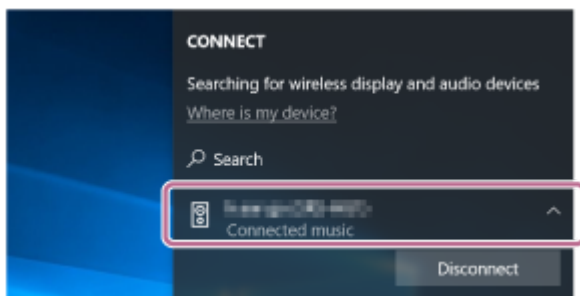 CONNECT
Searching for wireless display and audio devices
Where is my device?
Search
Connected music
Disconnect